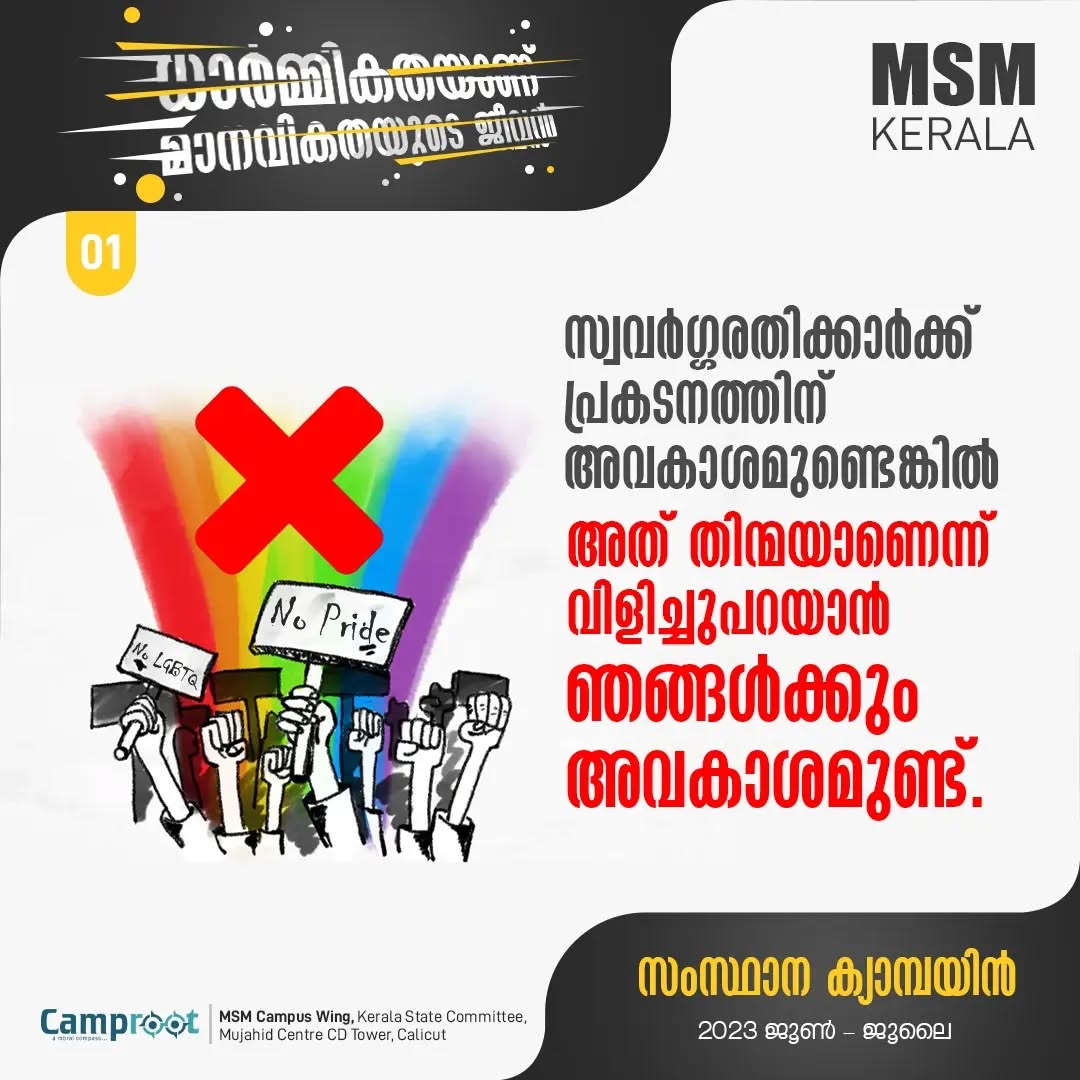 ധാർമ്മികതയാണ്
മാനവികതയുടെ ജീവൻ
MSM
KERALA
01
സ്വവർഗ്ഗരതിക്കാർക്ക്
പ്രകടനത്തിന്
അവകാശമുണ്ടെങ്കിൽ
അത് തിന്മയാണെന്ന്
വിളിച്ചുപറയാൻ
ഞങ്ങൾക്കും
അവകാശമുണ്ട്.
No Pride
No LGBTQ
സംസ്ഥാന ക്യാമ്പയിൻ
2023 ജൂൺ – ജൂലൈ
Camproot
a moral compass...
MSM Campus Wing, Kerala State Committee,
Mujahid Centre CD Tower, Calicut